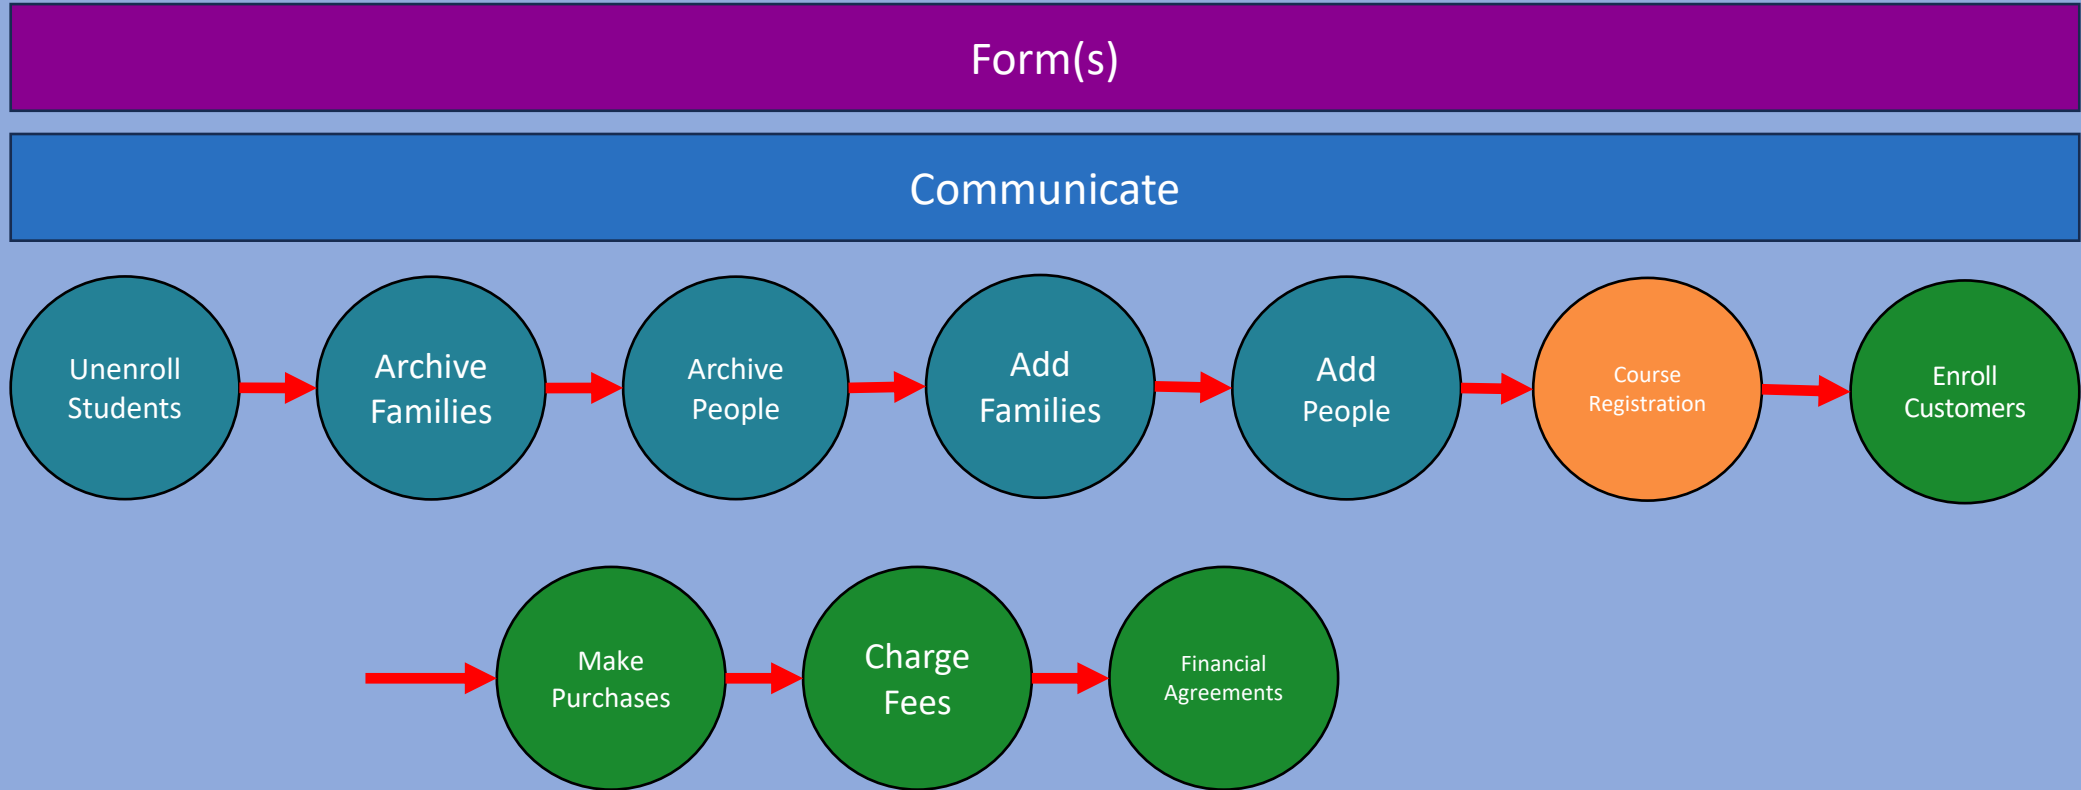 Form(s)
Communicate
Unenroll
Students
Archive
Families
Archive
People
Add
Families
Add
People
Course
Registration
Enroll
Customers
Make
Purchases
Charge
Fees
Financial
Agreements